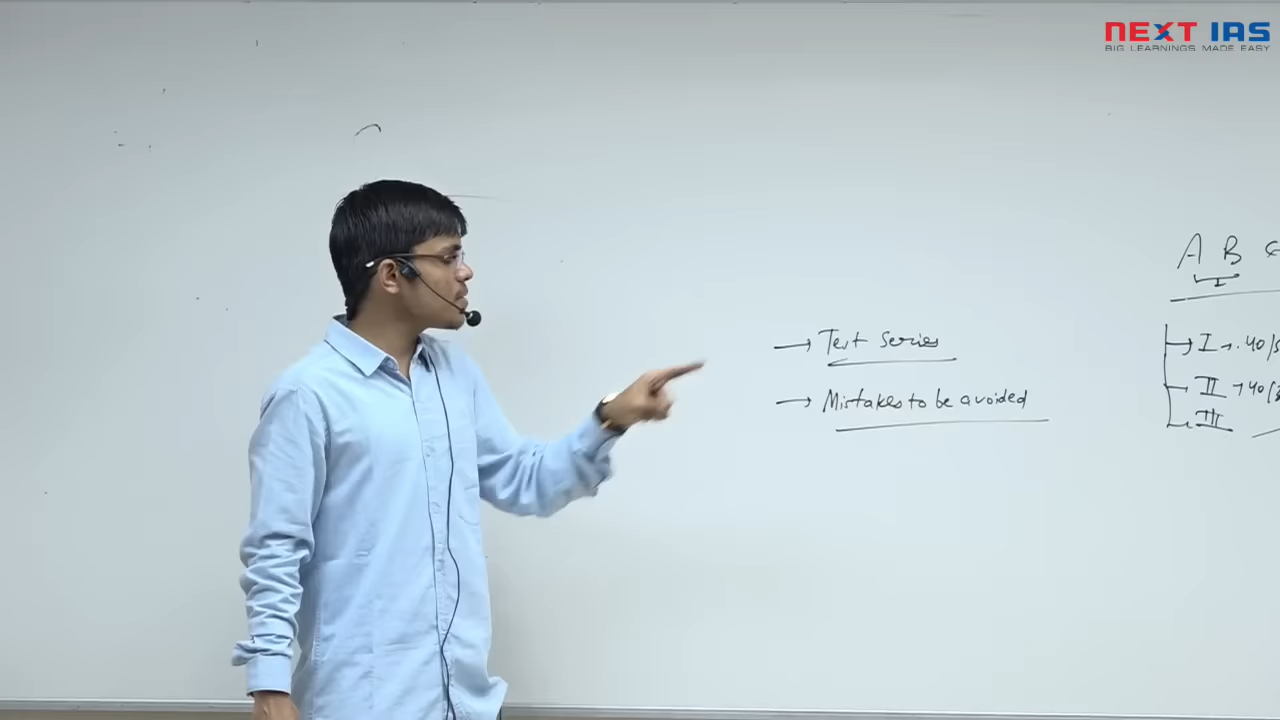 NEXT IAS
BIG LEARNINGS MADE EASY
→ Test Series
→ Mistakes to be avoided
A B
I
I → 40/
II → 40/
III